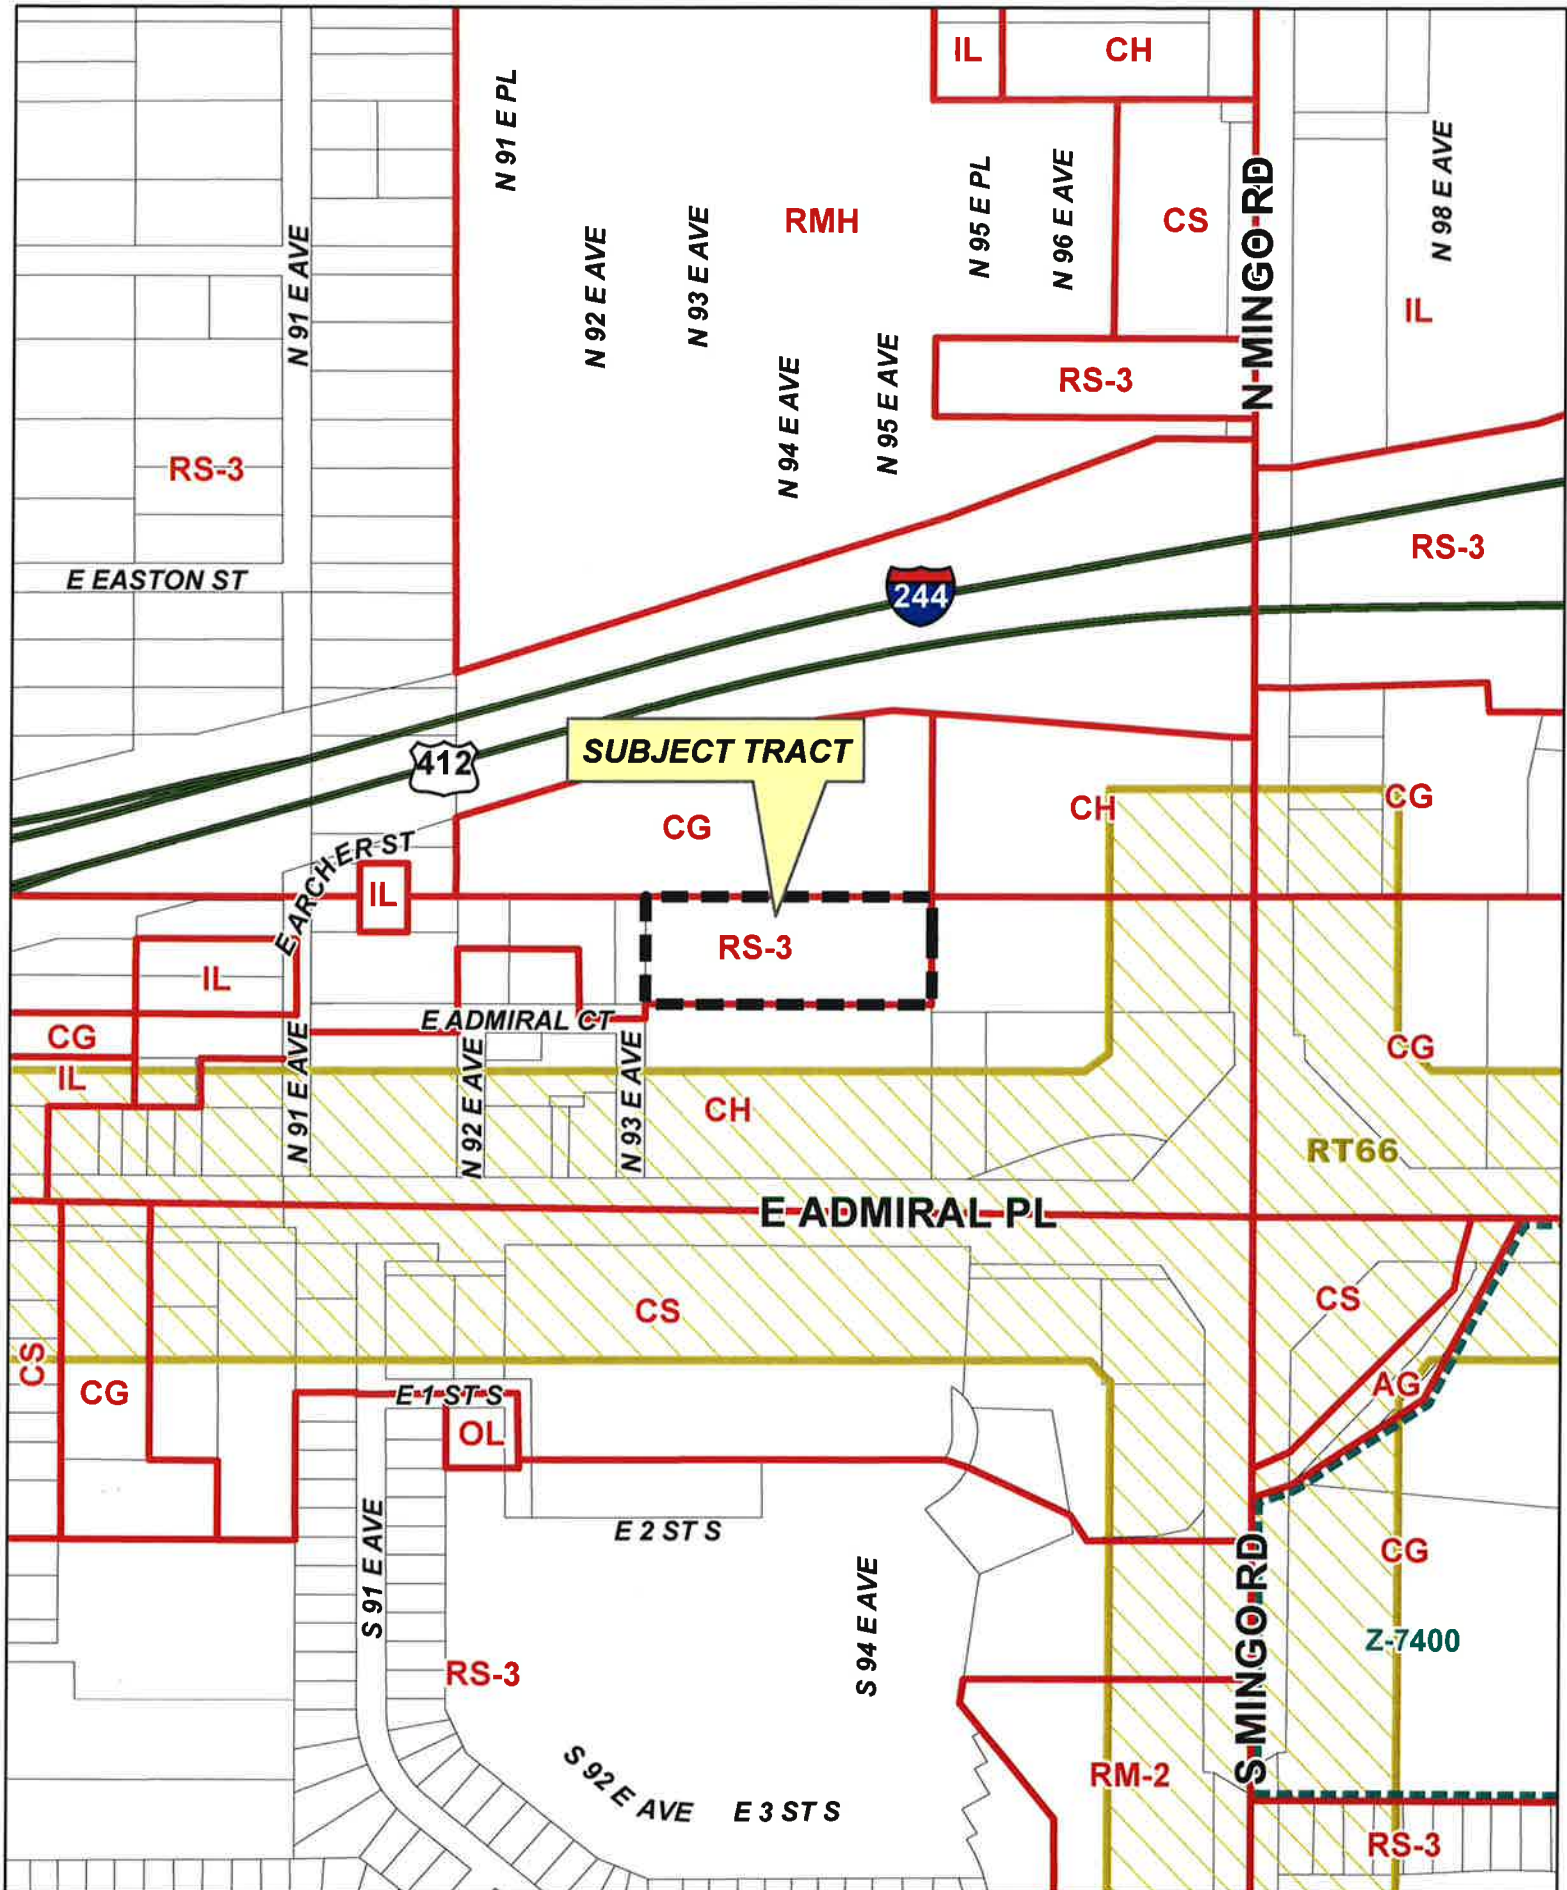 IL
CH
N 91 E PL
N 95 E PL
N 96 E AVE
N 98 E AVE
RMH
CS
N MINGO RD
N 91 E AVE
N 92 E AVE
N 93 E AVE
IL
RS-3
N 94 E AVE
N 95 E AVE
RS-3
RS-3
E EASTON ST
244
SUBJECT TRACT
412
CG
CH
CG
E ARCHER ST
IL
RS-3
IL
E ADMIRAL CT
CG
CG
IL
N 91 E AVE
N 92 E AVE
N 93 E AVE
CH
RT66
E ADMIRAL PL
CS
CS
CS
CG
AG
E 1 ST S
OL
E 2 ST S
S 91 E AVE
S 94 E AVE
S MINGO RD
CG
Z-7400
RS-3
S 92 E AVE
E 3 ST S
RM-2
RS-3